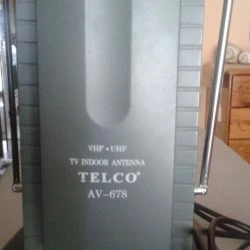 VHF • UHF
TV INDOOR ANTENNA
TELCO®
AV-678